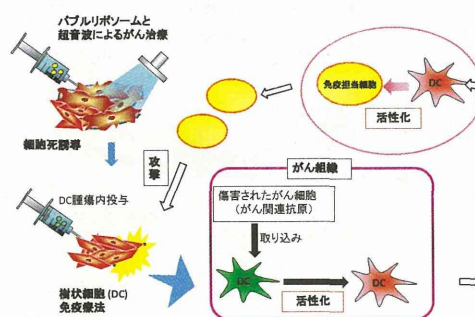 バブルリポソームと
超音波によるがん治療
細胞死誘導
DC腫瘍内投与
樹状細胞(DC)
免疫療法
攻撃
免疫担当細胞
DC
活性化
がん組織
傷害されたがん細胞
(がん関連抗原)
取り込み
DC
DC
活性化